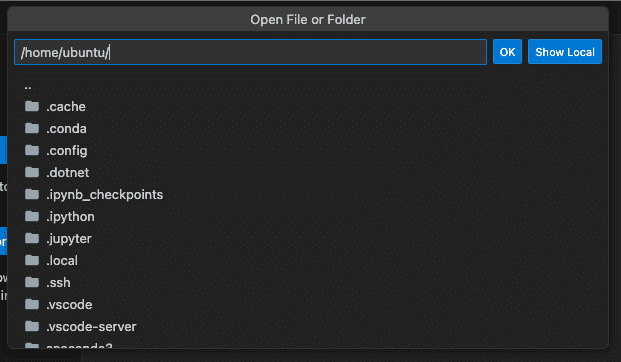 Open File or Folder
/home/ubuntu/
OK
Show Local
..
.cache
.conda
.config
.dotnet
.ipynb_checkpoints
.ipython
.jupyter
.local
.ssh
.vscode
.vscode-server